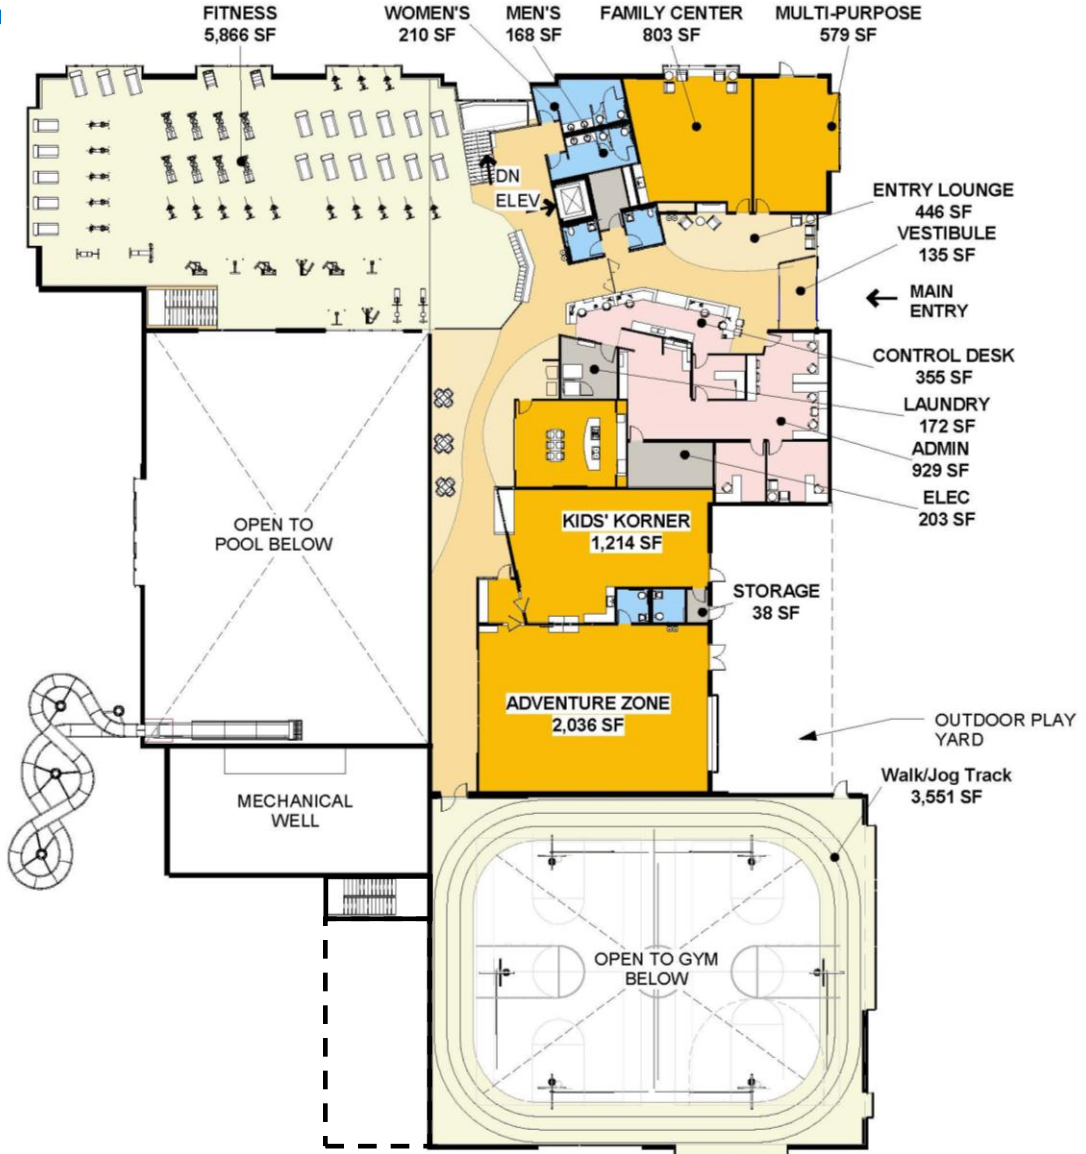 FITNESS
5,866 SF
WOMEN'S
210 SF
MEN'S
168 SF
FAMILY CENTER
803 SF
MULTI-PURPOSE
579 SF
DN
ELEV
ENTRY LOUNGE
446 SF
VESTIBULE
135 SF
MAIN
ENTRY
CONTROL DESK
355 SF
LAUNDRY
172 SF
ADMIN
929 SF
ELEC
203 SF
OPEN TO
POOL BELOW
KIDS' KORNER
1,214 SF
STORAGE
38 SF
ADVENTURE ZONE
2,036 SF
OUTDOOR PLAY
YARD
MECHANICAL
WELL
Walk/Jog Track
3,551 SF
OPEN TO GYM
BELOW